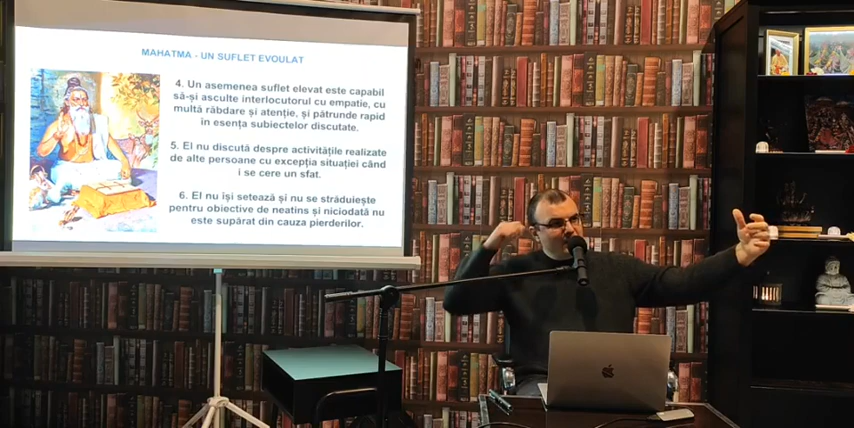 MAHATMA - UN SUFLET EVOULAT
4. Un asemenea suflet elevat este capabil
să-și asculte interlocutorul cu empatie, cu
multă răbdare și atenție, și pătrunde rapid
în esența subiectelor discutate.
5. El nu discută despre activitățile realizate
de alte persoane cu excepția situației când
i se cere un sfat.
6. El nu își setează și nu se străduiește
pentru obiective de neatins și niciodată nu
este supărat din cauza pierderilor.